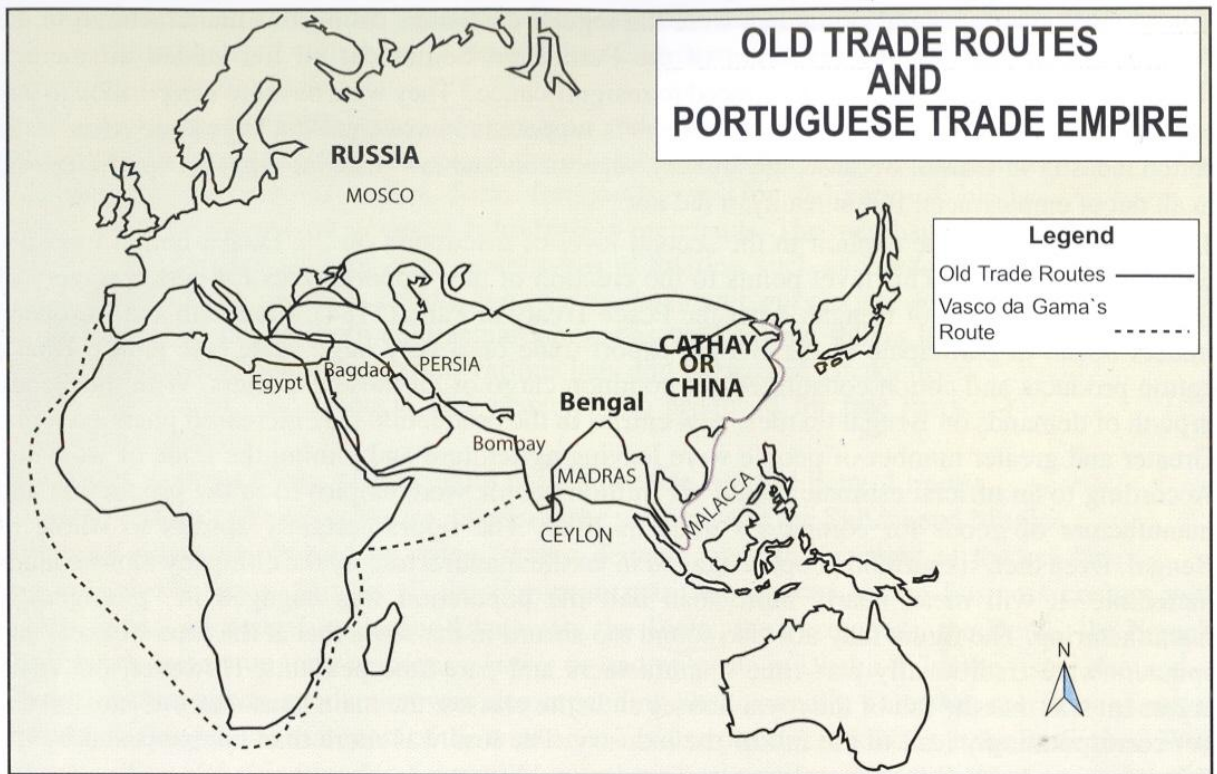 OLD TRADE ROUTES
AND
PORTUGUESE TRADE EMPIRE
RUSSIA
MOSCO
Legend
Old Trade Routes
Vasco da Gama`s
Route
CATHAY
OR
CHINA
PERSIA
Bagdad
Egypt
Bengal
Bombay
MADRAS
MALACCA
CEYLON
N